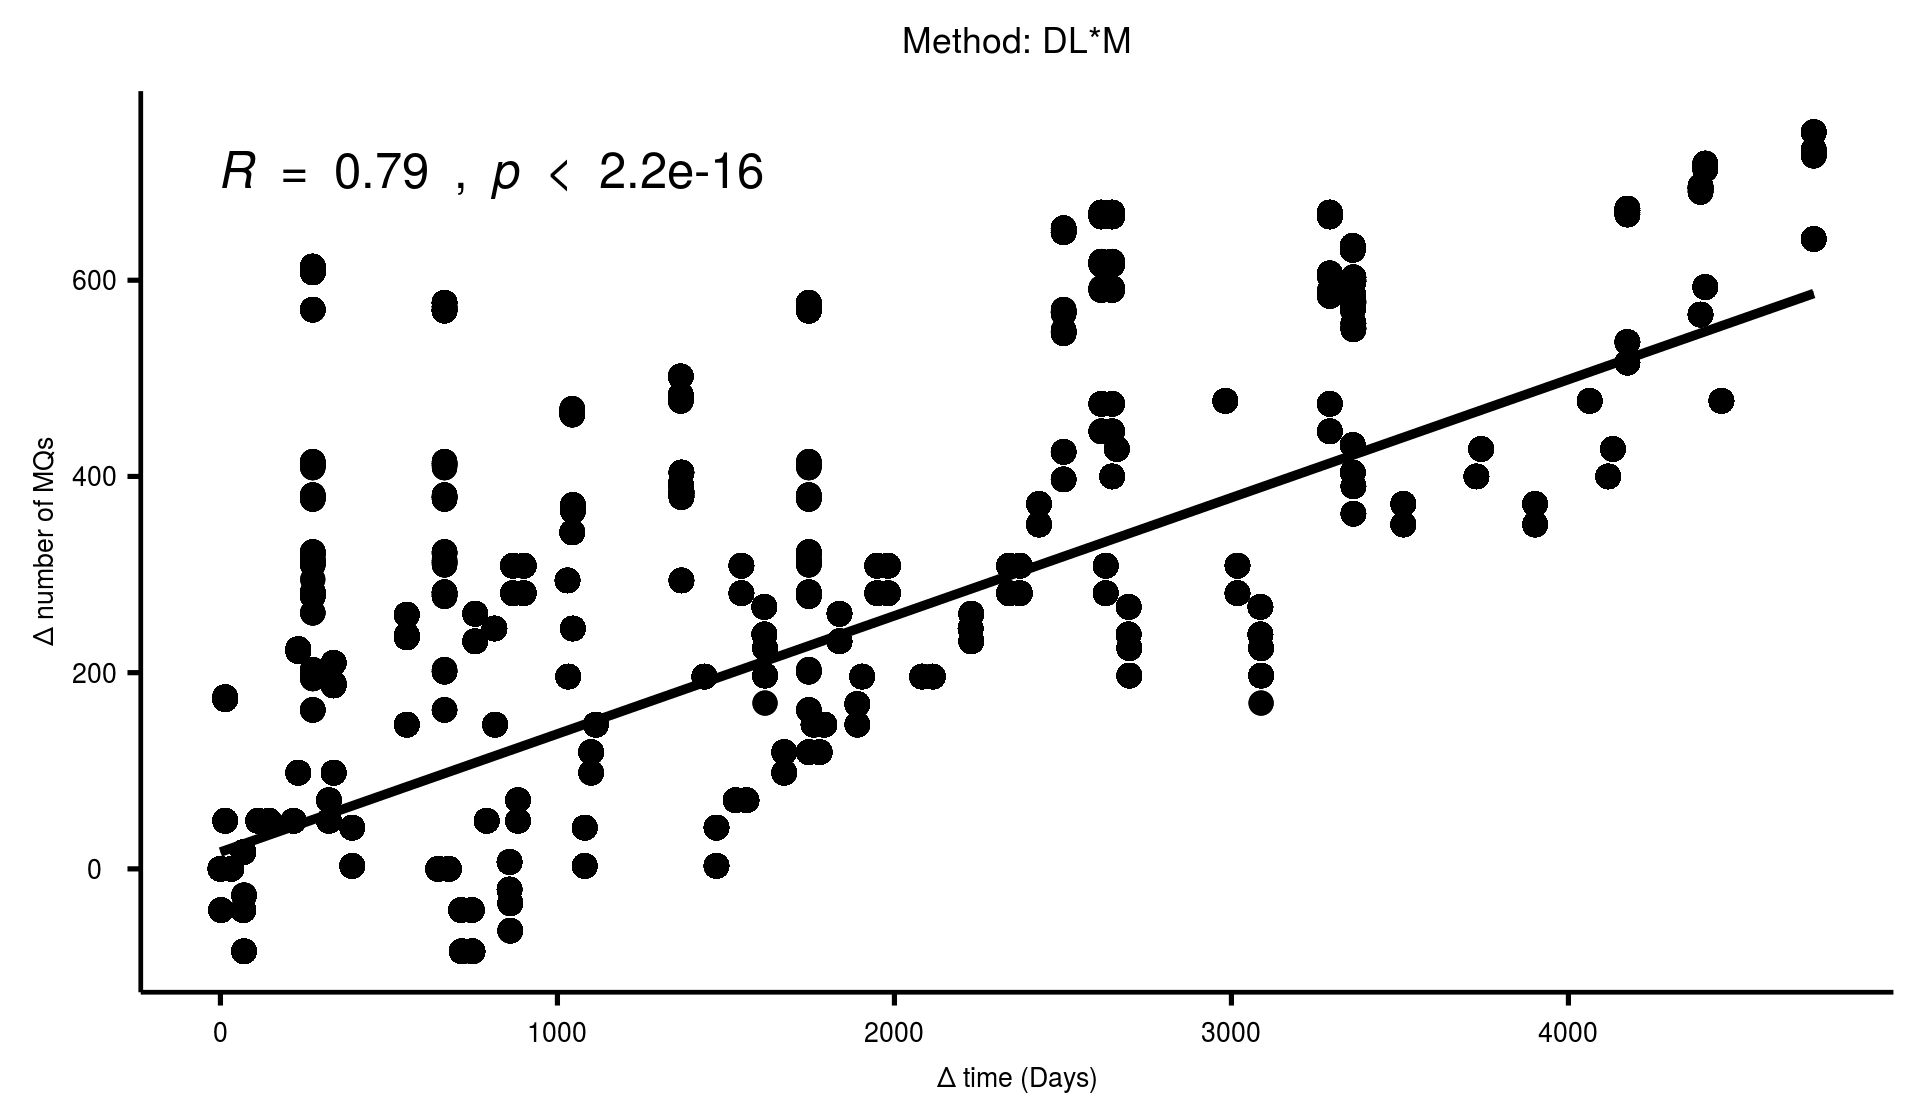 Method: DL*M
R = 0.79 , p < 2.2e-16
Δ number of MQs
600
400
200
0
0 1000 2000 3000 4000
Δ time (Days)